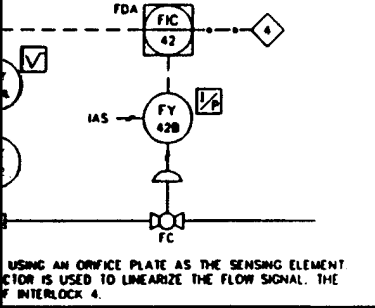 FDA
FIC
42
4
√
FY
42B
I/P
IAS
FC
USING AN ORIFICE PLATE AS THE SENSING ELEMENT.
CTOR IS USED TO LINEARIZE THE FLOW SIGNAL. THE
F INTERLOCK 4.